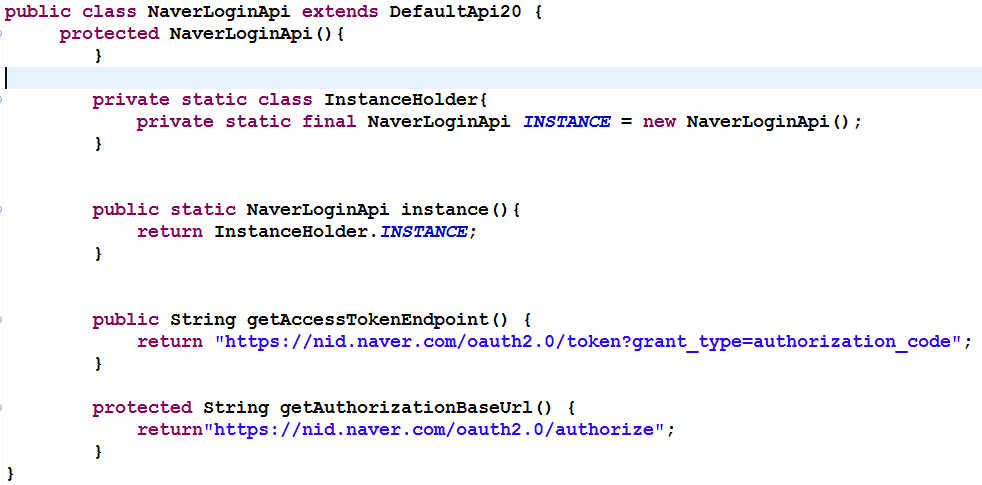 public class NaverLoginApi extends DefaultApi20 {
protected NaverLoginApi(){
}
private static class InstanceHolder{
private static final NaverLoginApi INSTANCE = new NaverLoginApi();
}
public static NaverLoginApi instance(){
return InstanceHolder.INSTANCE;
}
public String getAccessTokenEndpoint() {
return "https://nid.naver.com/oauth2.0/token?grant_type=authorization_code";
}
protected String getAuthorizationBaseUrl() {
return"https://nid.naver.com/oauth2.0/authorize";
}
}